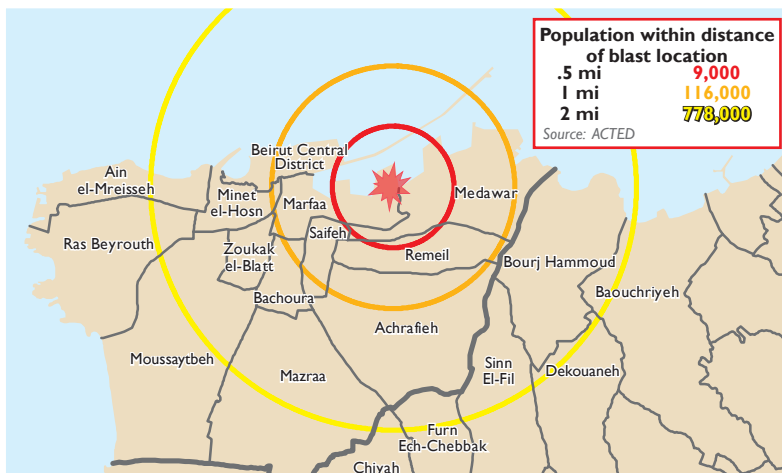 Population within distance
of blast location
.5 mi 9,000
1 mi 116,000
2 mi 778,000
Source: ACTED
Beirut Central
District
Ain
el-Mreisseh
Minet
el-Hosn
Marfaa
Medawar
Ras Beyrouth
Saifeh
Zoukak
el-Blatt
Remeil
Bourj Hammoud
Bachoura
Baouchriyeh
Achrafieh
Moussaytbeh
Mazraa
Sinn
El-Fil
Dekouaneh
Furn
Ech-Chebbak
Chiyah